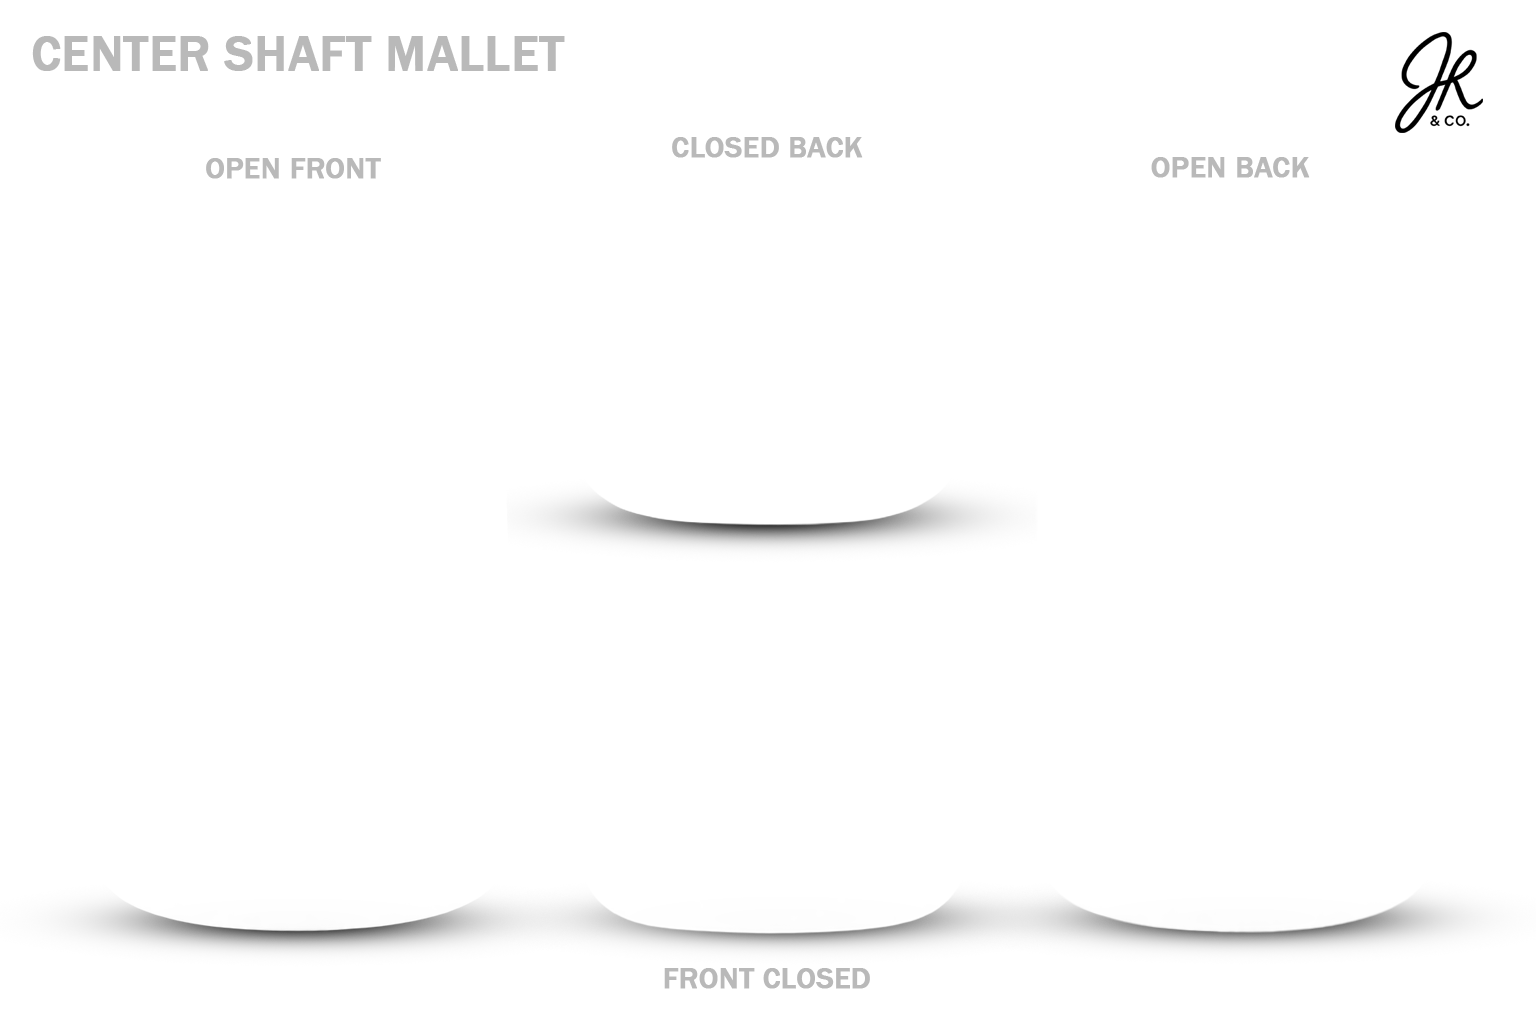 CENTER SHAFT MALLET
JR
& CO.
CLOSED BACK
OPEN FRONT
OPEN BACK
FRONT CLOSED